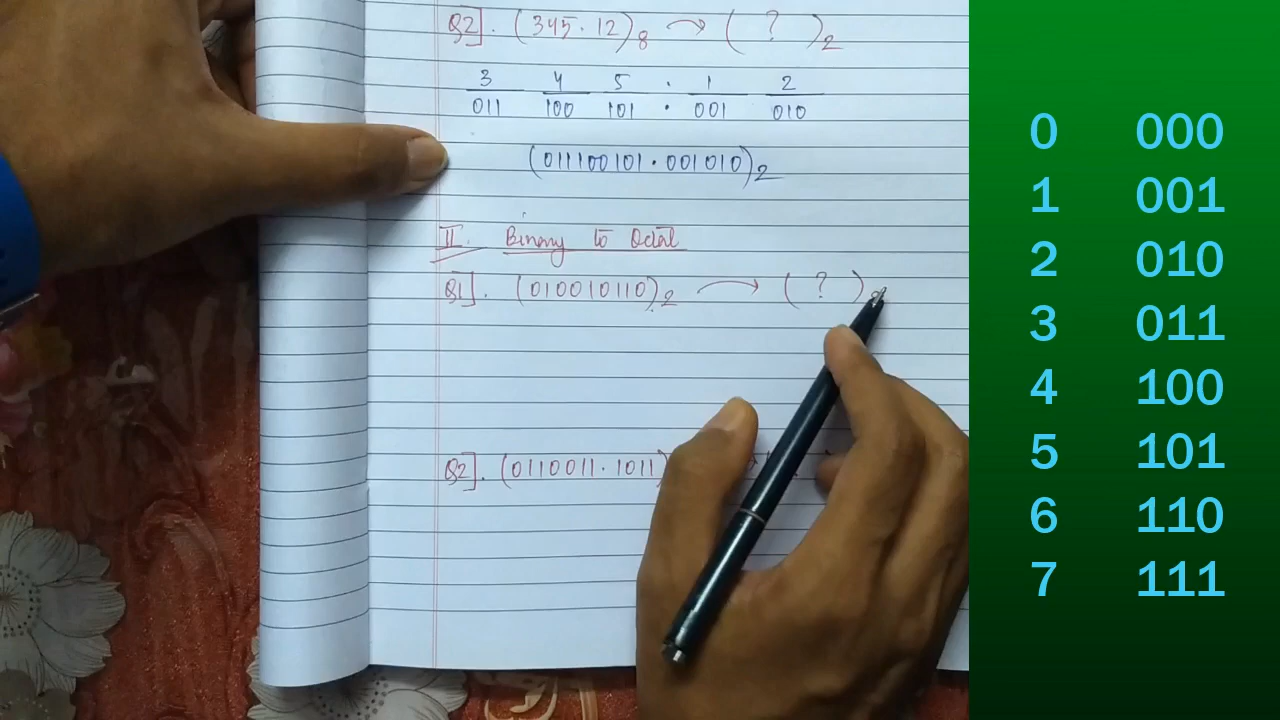 Q2]. (345.12)8 → ( ? )2
3 4 5 . 1 2
011 100 101 . 001 010
(011100101.001010)2
II. Binary to Octal
Q1]. (010010110)2 → ( ? )8
Q2]. (0110011.1011)
0 000
1 001
2 010
3 011
4 100
5 101
6 110
7 111